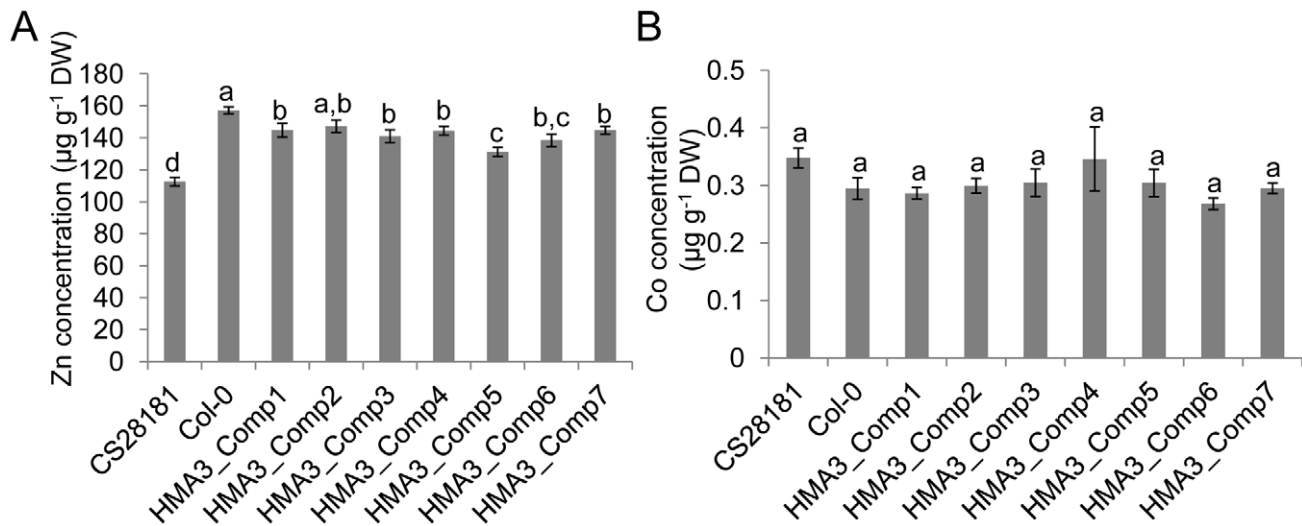 A
Zn concentration (µg g-1 DW)
180
160
140
120
100
80
60
40
20
0
d
a
b
a,b
b
b
c
b,c
b
CS28181
Col-0
HMA3_Comp1
HMA3_Comp2
HMA3_Comp3
HMA3_Comp4
HMA3_Comp5
HMA3_Comp6
HMA3_Comp7
B
Co concentration
(µg g-1 DW)
0.5
0.4
0.3
0.2
0.1
0
a
a
a
a
a
a
a
a
a
CS28181
Col-0
HMA3_Comp1
HMA3_Comp2
HMA3_Comp3
HMA3_Comp4
HMA3_Comp5
HMA3_Comp6
HMA3_Comp7